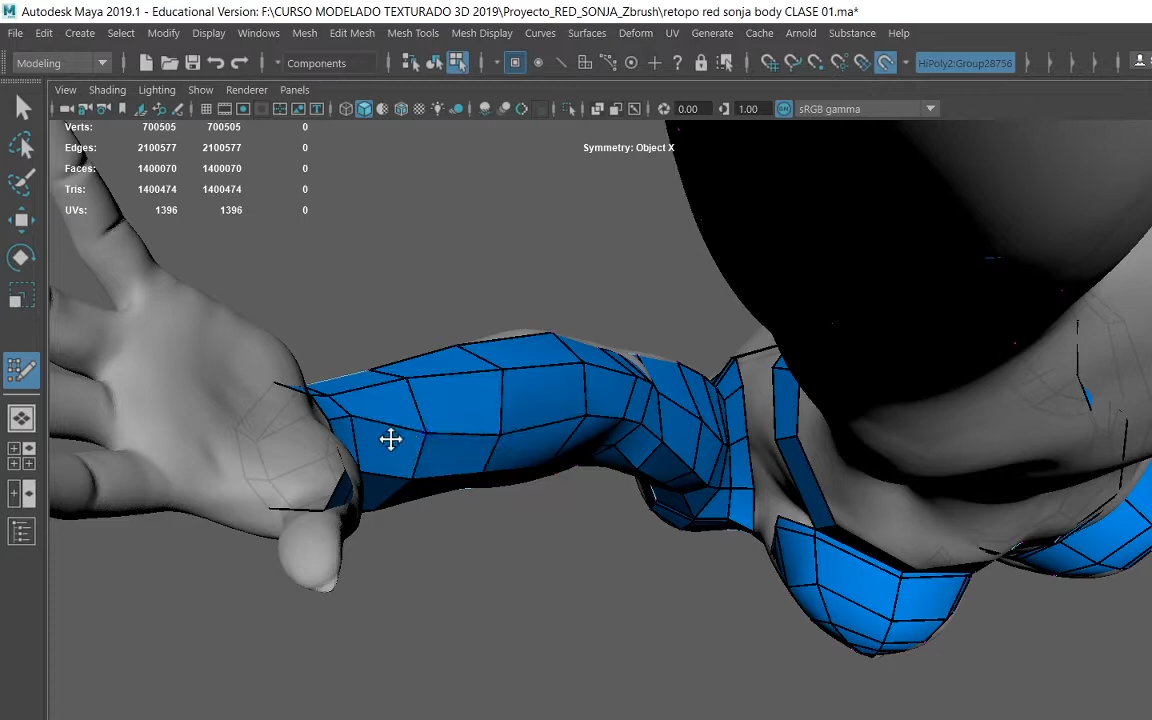 Autodesk Maya 2019.1 - Educational Version: F:\CURSO MODELADO TEXTURADO 3D 2019\Proyecto_RED_SONJA_Zbrush\retopo red sonja body CLASE 01.ma*
File Edit Create Select Modify Display Windows Mesh Edit Mesh Mesh Tools Mesh Display Curves Surfaces Deform UV Generate Cache Arnold Substance Help
Modeling Components HiPoly2:Group28756
View Shading Lighting Show Renderer Panels
0.00 1.00 sRGB gamma
Verts: 700505 700505 0
Edges: 2100577 2100577 0
Symmetry: Object X
Faces: 1400070 1400070 0
Tris: 1400474 1400474 0
UVs: 1396 1396 0